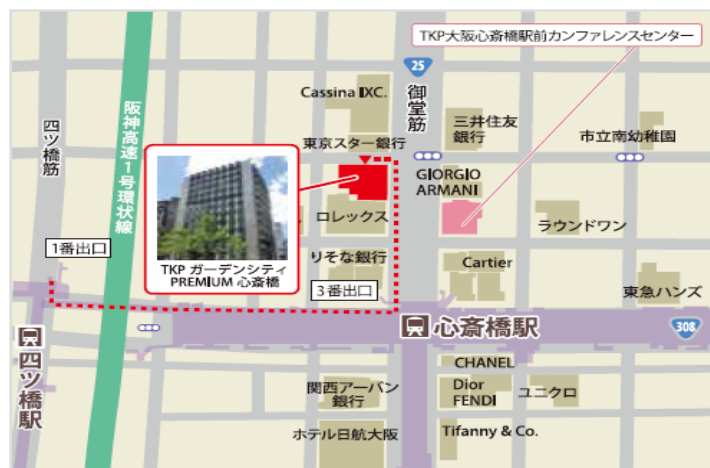 TKP大阪心斎橋駅前カンファレンスセンター
25
Cassina IXC.
御堂筋
三井住友
銀行
市立南幼稚園
四ツ橋筋
阪神高速1号環状線
東京スター銀行
GIORGIO
ARMANI
ロレックス
ラウンドワン
1番出口
TKP ガーデンシティ
PREMIUM 心斎橋
りそな銀行
3番出口
Cartier
東急ハンズ
心斎橋駅
308
四ツ橋駅
CHANEL
関西アーバン
銀行
Dior
FENDI
ユニクロ
ホテル日航大阪
Tifanny & Co.